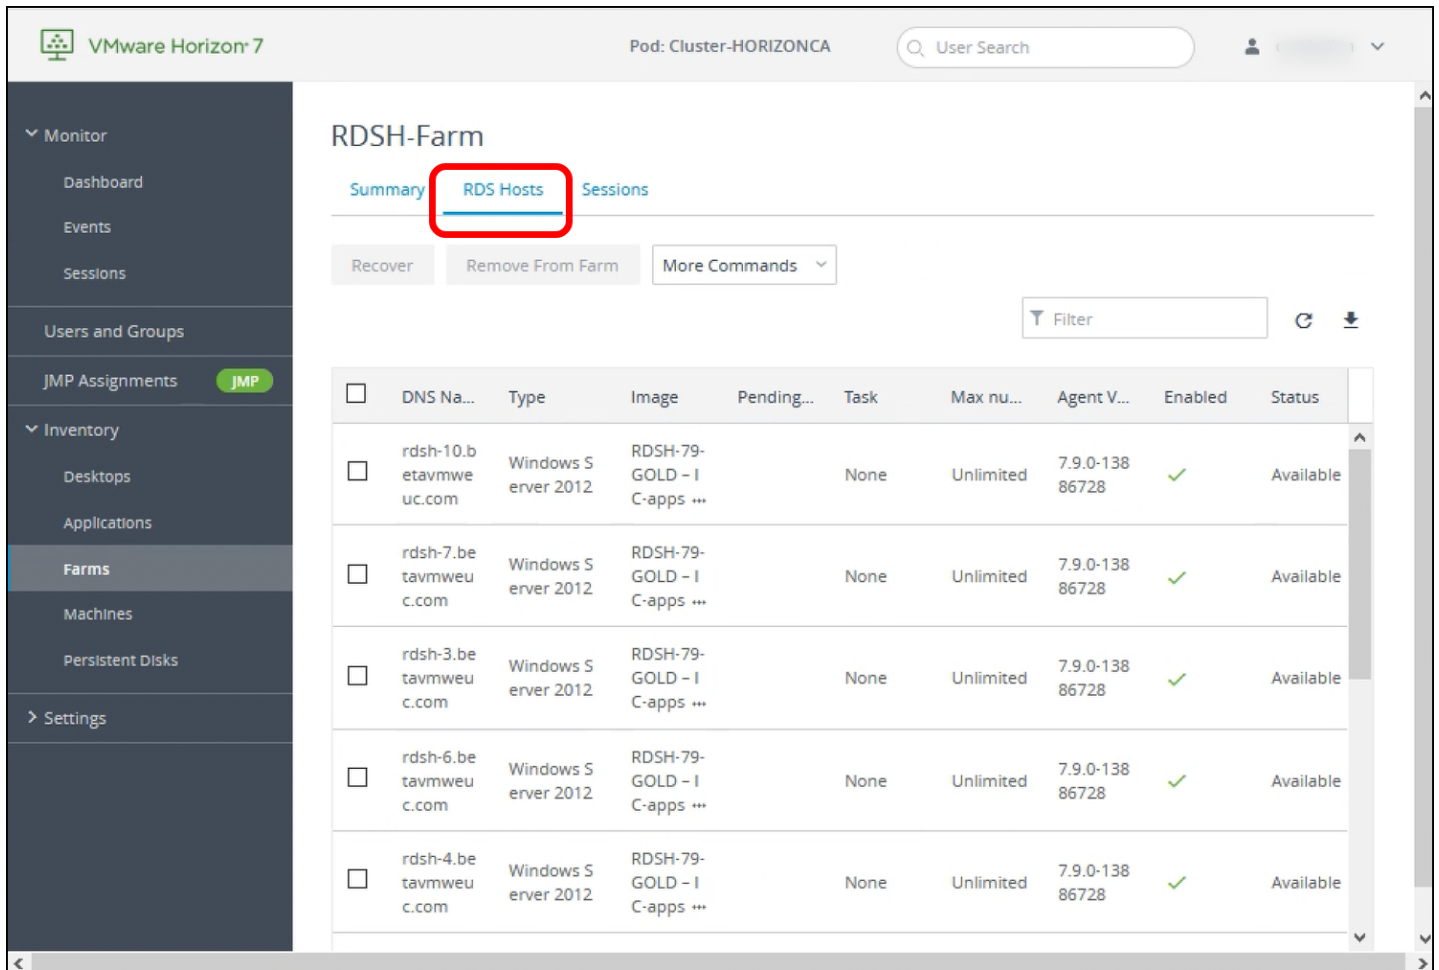 VMware Horizon 7
Pod: Cluster-HORIZONCA
User Search
Monitor
Dashboard
Events
Sessions
Users and Groups
JMP Assignments
JMP
Inventory
Desktops
Applications
Farms
Machines
Persistent Disks
Settings
RDSH-Farm
Summary RDS Hosts Sessions
Recover Remove From Farm More Commands
Filter
DNS Na... Type Image Pending... Task Max nu... Agent V... Enabled Status
rdsh-10.b
etavmwe
uc.com
Windows S
erver 2012
RDSH-79-
GOLD – I
C-apps ...
None
Unlimited
7.9.0-138
86728
Available
rdsh-7.be
tavmweu
c.com
Windows S
erver 2012
RDSH-79-
GOLD – I
C-apps ...
None
Unlimited
7.9.0-138
86728
Available
rdsh-3.be
tavmweu
c.com
Windows S
erver 2012
RDSH-79-
GOLD – I
C-apps ...
None
Unlimited
7.9.0-138
86728
Available
rdsh-6.be
tavmweu
c.com
Windows S
erver 2012
RDSH-79-
GOLD – I
C-apps ...
None
Unlimited
7.9.0-138
86728
Available
rdsh-4.be
tavmweu
c.com
Windows S
erver 2012
RDSH-79-
GOLD – I
C-apps ...
None
Unlimited
7.9.0-138
86728
Available